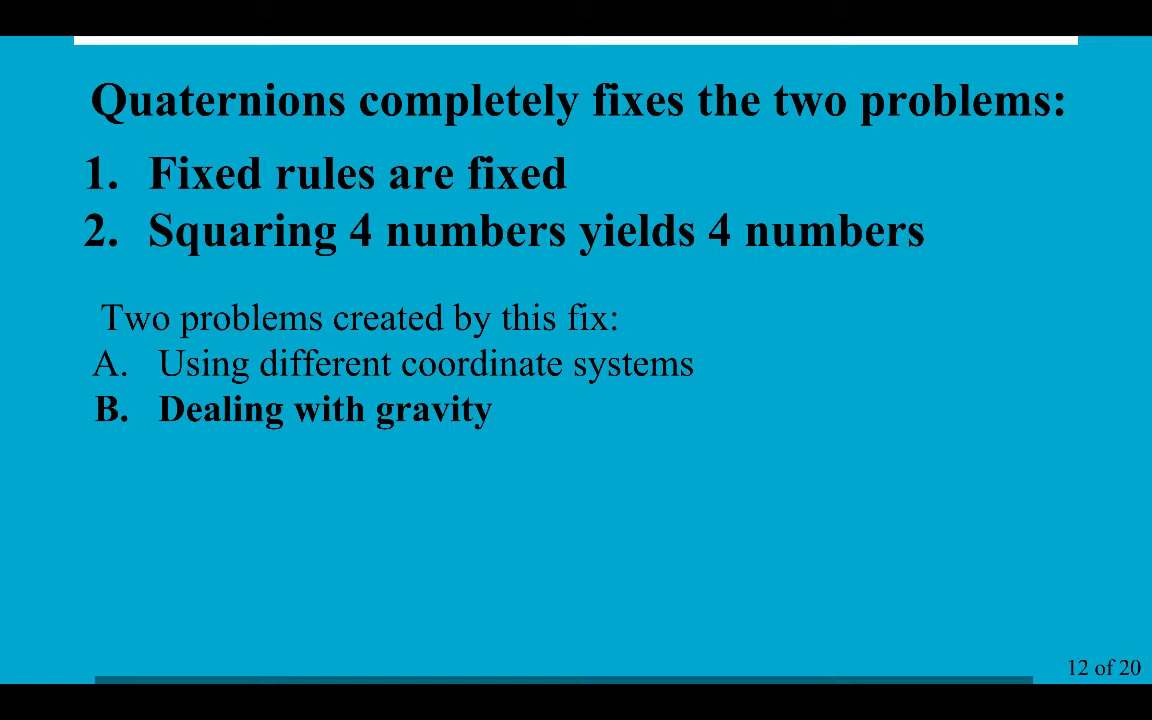 Quaternions completely fixes the two problems:
1. Fixed rules are fixed
2. Squaring 4 numbers yields 4 numbers
Two problems created by this fix:
A. Using different coordinate systems
B. Dealing with gravity
12 of 20